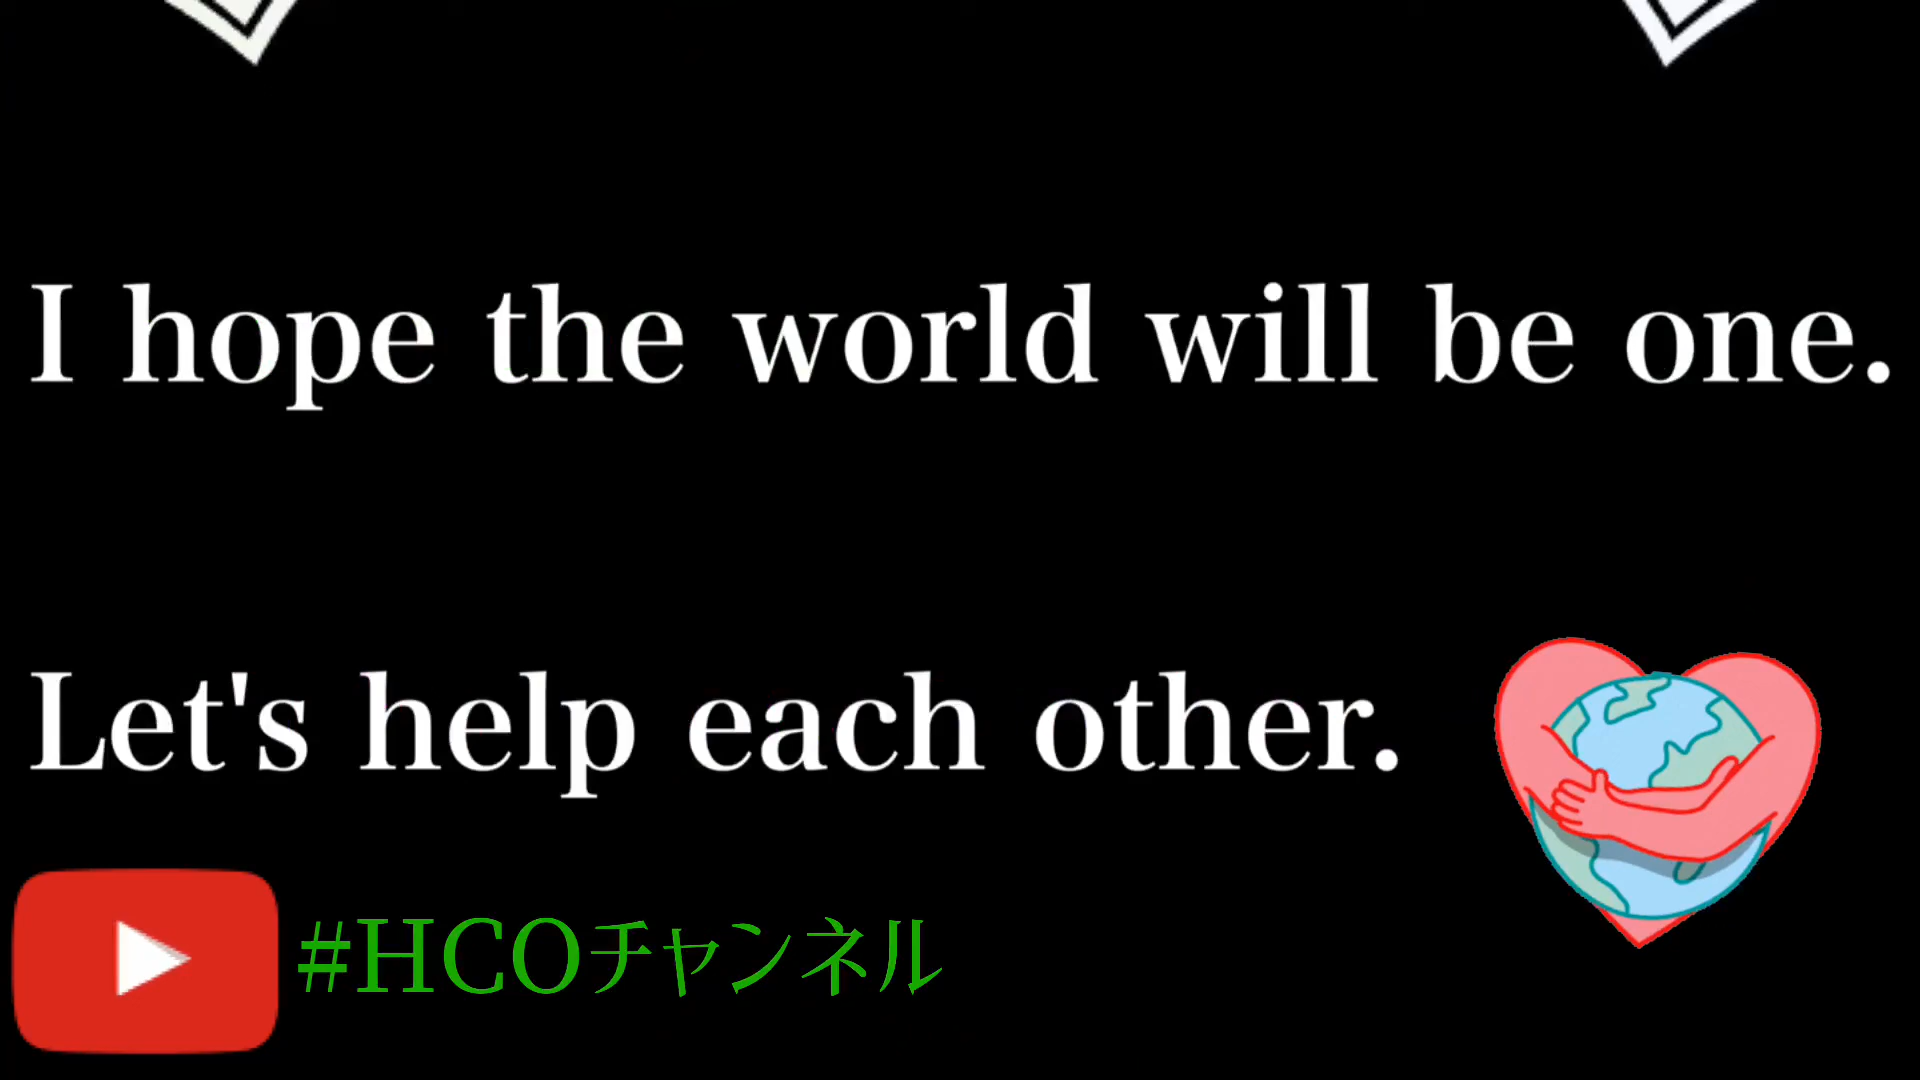 I hope the world will be one.
Let's help each other.
#HCOチャンネル